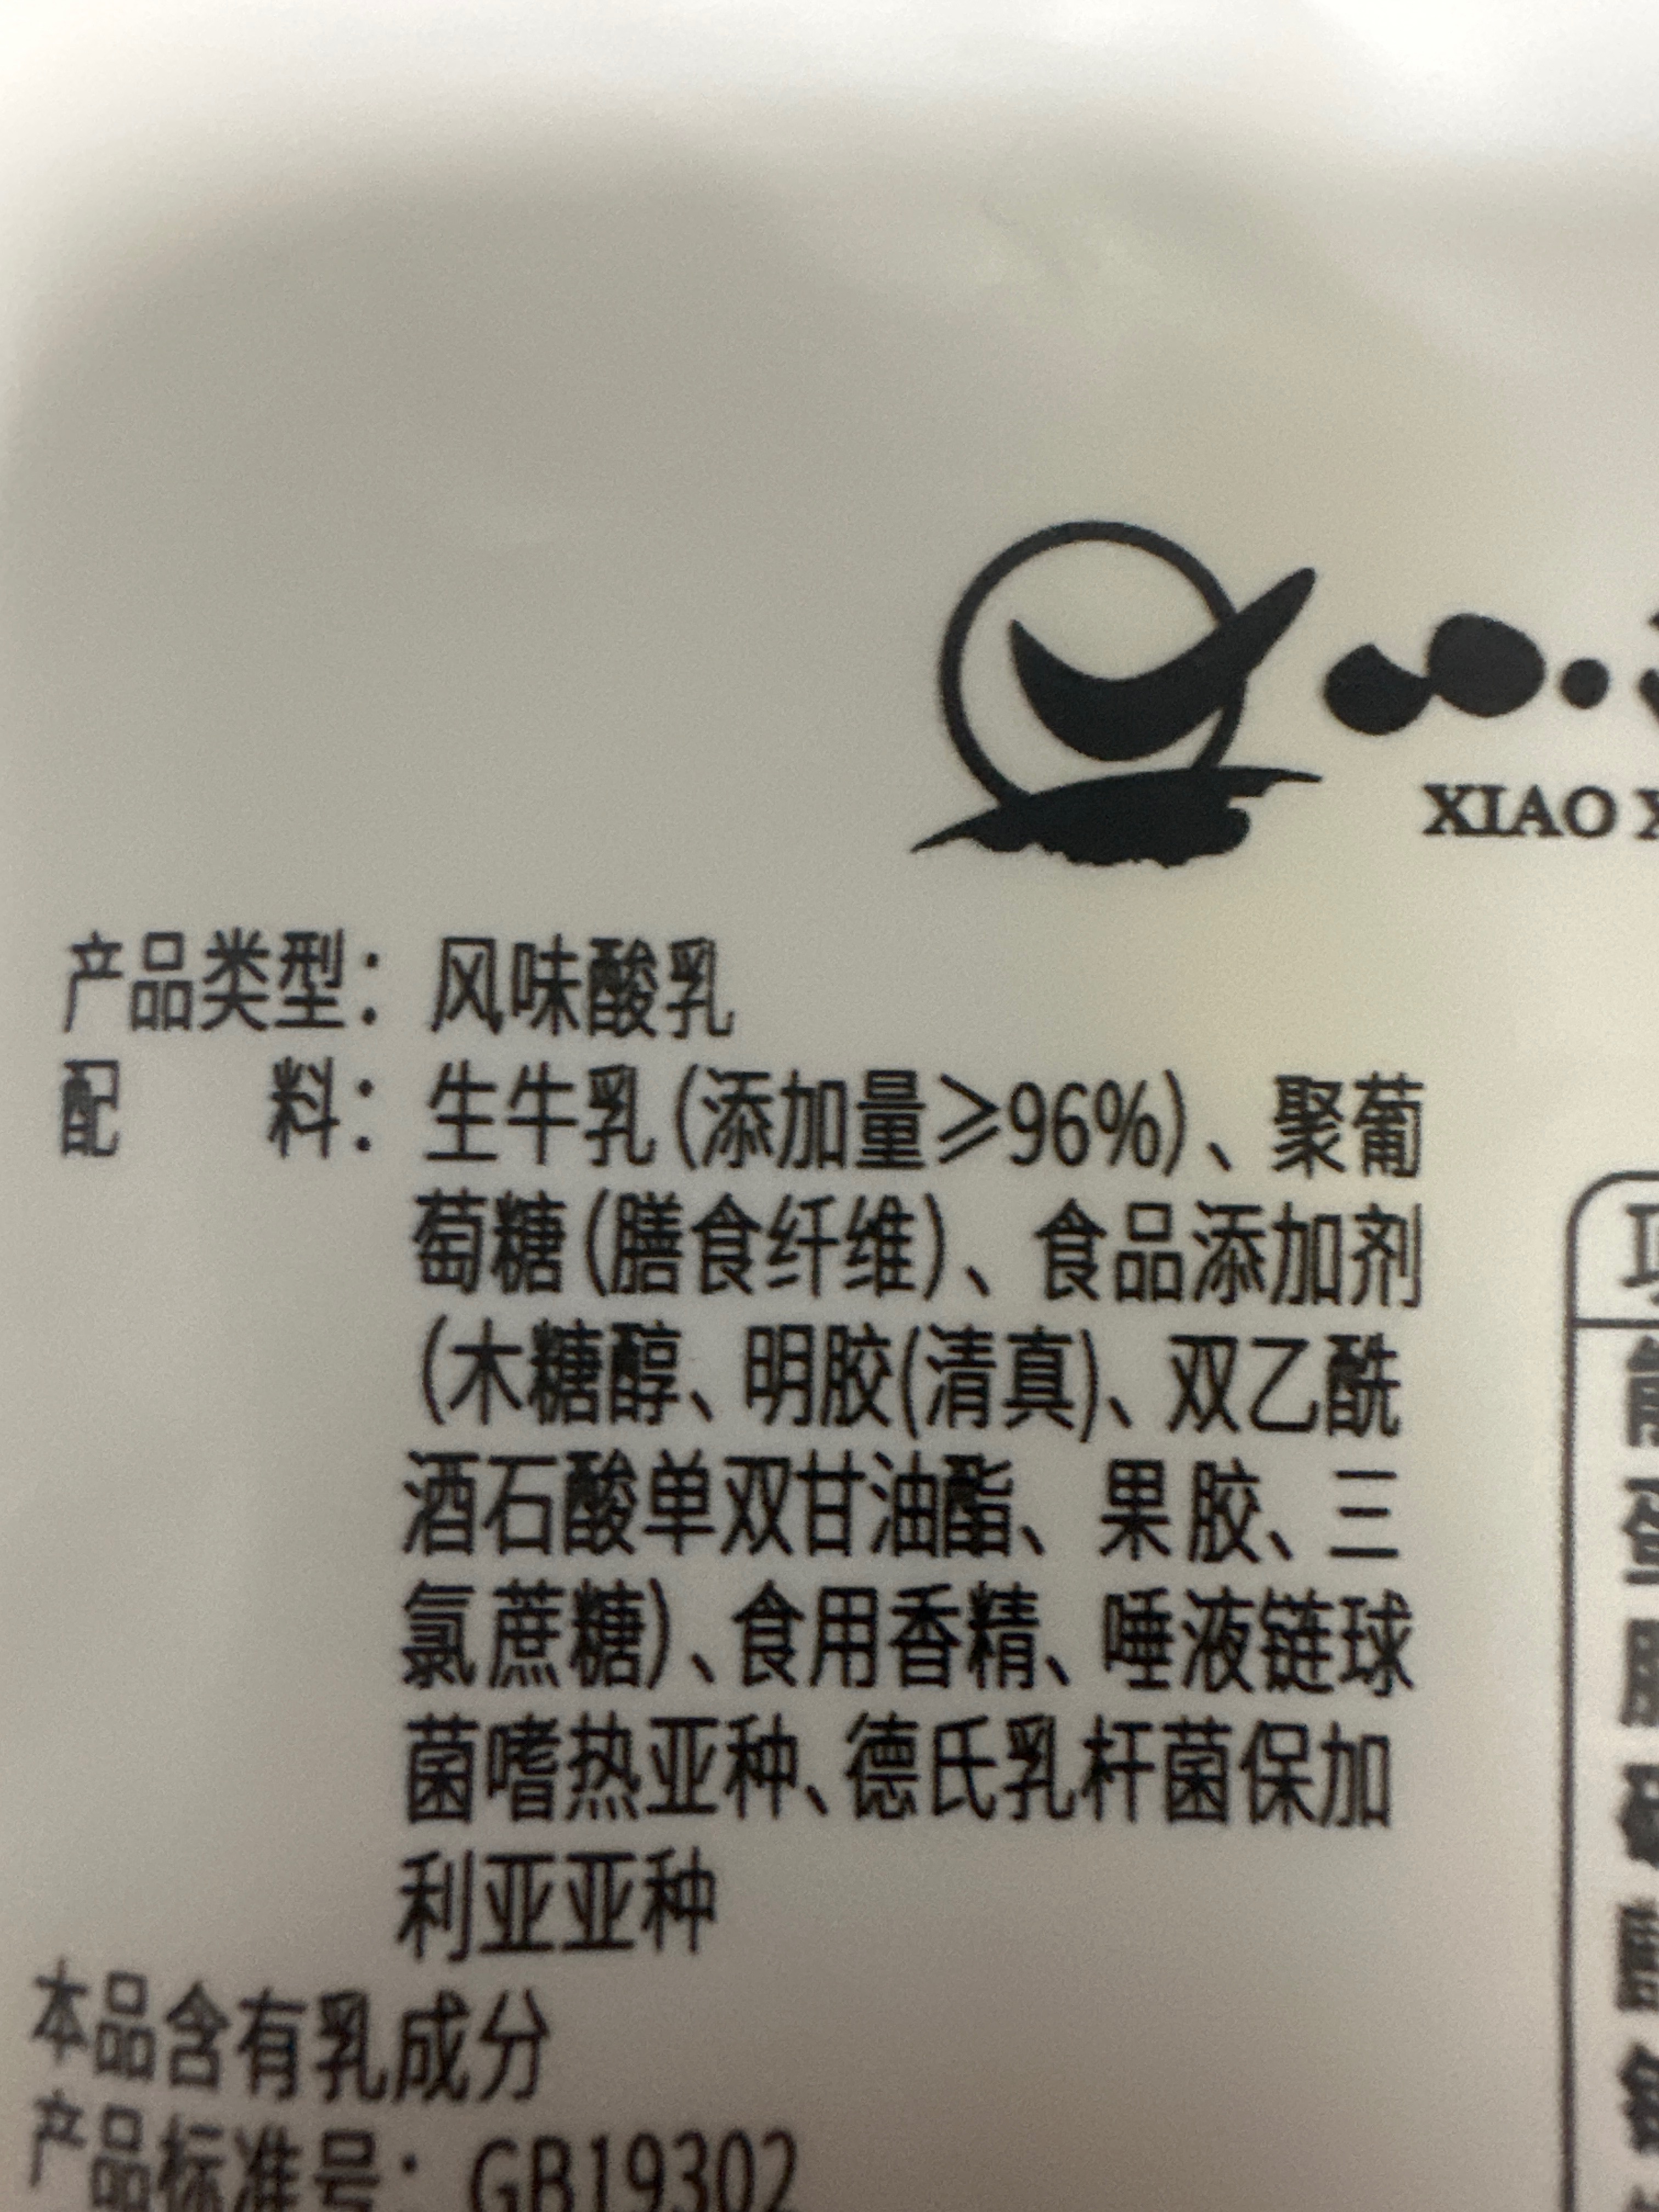 小
XIAO
产品类型：风味酸乳
配 料：生牛乳(添加量≥96%)、聚葡
萄糖(膳食纤维)、食品添加剂
(木糖醇、明胶(清真)、双乙酰
酒石酸单双甘油酯、果胶、三
氯蔗糖)、食用香精、唾液链球
菌嗜热亚种、德氏乳杆菌保加
利亚亚种
本品含有乳成分
产品标准号：GB19302